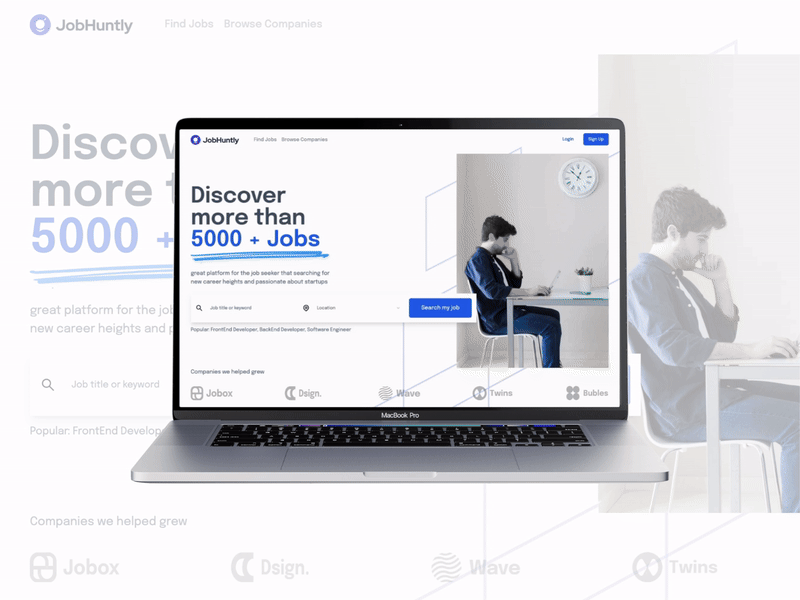 JobHuntly Find Jobs Browse Companies
Discov
more t
5000 +
great platform for the job
new career heights and p
Job title or keyword
Popular: FrontEnd Develop
Companies we helped grew
Jobox Dsign. Wave Twins
JobHuntly Find Jobs Browse Companies Login Sign Up
Discover
more than
5000 + Jobs
great platform for the job seeker that searching for
new career heights and passionate about startups
Job title or keyword Location Search my job
Popular: FrontEnd Developer, BackEnd Developer, Software Engineer
Companies we helped grew
Jobox Dsign. Wave Twins Bubles
MacBook Pro